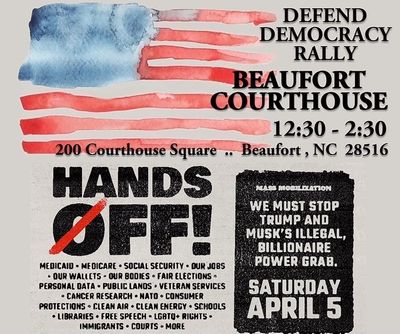 DEFEND
DEMOCRACY
RALLY
BEAUFORT
COURTHOUSE
12:30 - 2:30
200 Courthouse Square .. Beaufort , NC 28516
HANDS
OFF!
MEDICAID • MEDICARE • SOCIAL SECURITY • OUR JOBS
• OUR WALLETS • OUR BODIES • FAIR ELECTIONS •
PERSONAL DATA • PUBLIC LANDS • VETERAN SERVICES
• CANCER RESEARCH • NATO • CONSUMER
PROTECTIONS • CLEAN AIR • CLEAN ENERGY • SCHOOLS
• LIBRARIES • FREE SPEECH • LGBTQ+ RIGHTS •
IMMIGRANTS • COURTS • MORE
MASS MOBILIZATION
WE MUST STOP
TRUMP AND
MUSK'S ILLEGAL,
BILLIONAIRE
POWER GRAB.
SATURDAY
APRIL 5